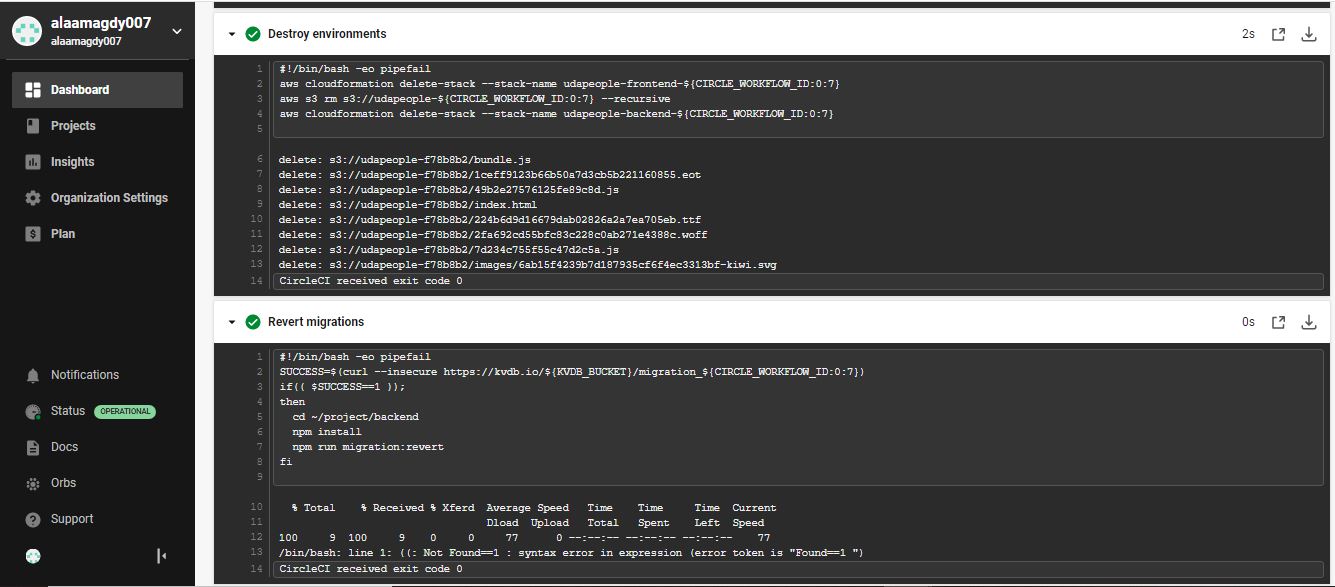 alaamagdy007
alaamagdy007
Dashboard
Projects
Insights
Organization Settings
Plan
Notifications
Status OPERATIONAL
Docs
Orbs
Support
Destroy environments 2s
1 #!/bin/bash -eo pipefail
2 aws cloudformation delete-stack --stack-name udapeople-frontend-${CIRCLE_WORKFLOW_ID:0:7}
3 aws s3 rm s3://udapeople-${CIRCLE_WORKFLOW_ID:0:7} --recursive
4 aws cloudformation delete-stack --stack-name udapeople-backend-${CIRCLE_WORKFLOW_ID:0:7}
5
6 delete: s3://udapeople-f78b8b2/bundle.js
7 delete: s3://udapeople-f78b8b2/1ceff9123b66b50a7d3cb5b221160855.eot
8 delete: s3://udapeople-f78b8b2/49b2e27576125fe89c8d.js
9 delete: s3://udapeople-f78b8b2/index.html
10 delete: s3://udapeople-f78b8b2/224b6d9d16679dab02826a2a7ea705eb.ttf
11 delete: s3://udapeople-f78b8b2/2fa692cd55bfc83c228c0ab271e4388c.woff
12 delete: s3://udapeople-f78b8b2/7d234c755f55c47d2c5a.js
13 delete: s3://udapeople-f78b8b2/images/6ab15f4239b7d187935cf6f4ec3313bf-kiwi.svg
14 CircleCI received exit code 0
Revert migrations 0s
1 #!/bin/bash -eo pipefail
2 SUCCESS=$(curl --insecure https://kvdb.io/${KVDB_BUCKET}/migration_${CIRCLE_WORKFLOW_ID:0:7})
3 if(( $SUCCESS==1 ));
4 then
5 cd ~/project/backend
6 npm install
7 npm run migration:revert
8 fi
9
10 % Total % Received % Xferd Average Speed Time Time Time Current
11 Dload Upload Total Spent Left Speed
12 100 9 100 9 0 0 77 0 --:--:-- --:--:-- --:--:-- 77
13 /bin/bash: line 1: ((: Not Found==1 : syntax error in expression (error token is "Found==1 ")
14 CircleCI received exit code 0